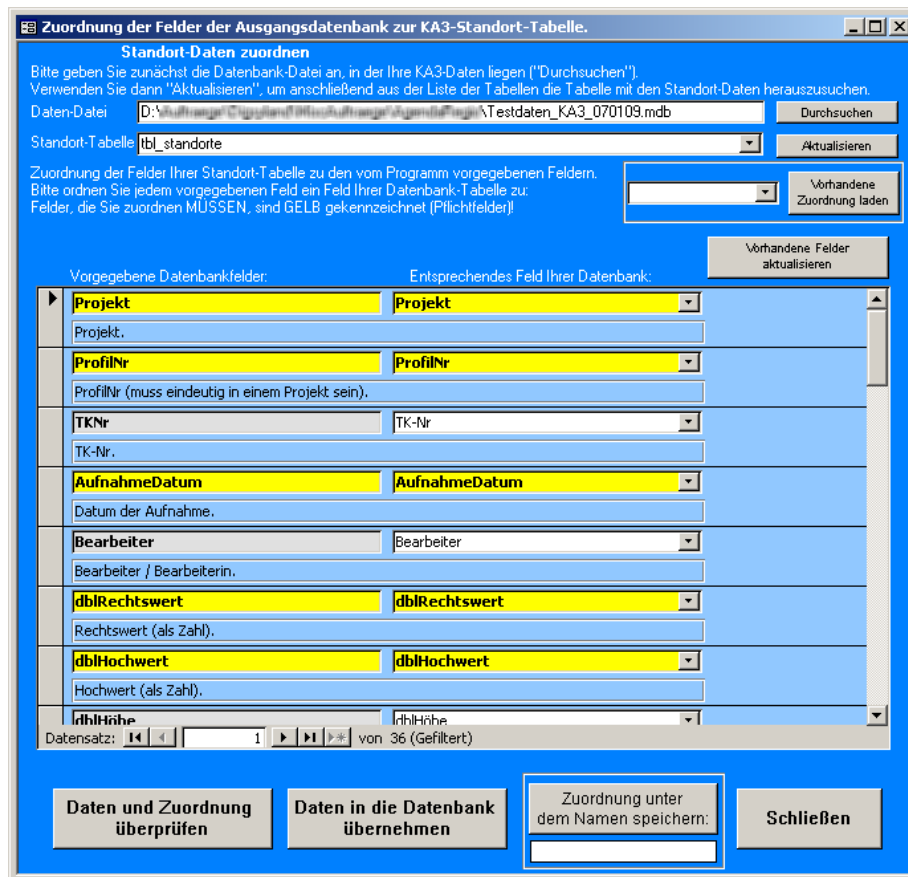 Zuordnung der Felder der Ausgangsdatenbank zur KA3-Standort-Tabelle.
Standort-Daten zuordnen
Bitte geben Sie zunächst die Datenbank-Datei an, in der Ihre KA3-Daten liegen ("Durchsuchen").
Verwenden Sie dann "Aktualisieren", um anschließend aus der Liste der Tabellen die Tabelle mit den Standort-Daten herauszusuchen.
Daten-Datei D:\ \Testdaten_KA3_070109.mdb Durchsuchen
Standort-Tabelle tbl_standorte Aktualisieren
Zuordnung der Felder Ihrer Standort-Tabelle zu den vom Programm vorgegebenen Feldern.
Bitte ordnen Sie jedem vorgegebenen Feld ein Feld Ihrer Datenbank-Tabelle zu:
Felder, die Sie zuordnen MÜSSEN, sind GELB gekennzeichnet (Pflichtfelder)!
Vorhandene
Zuordnung laden
Vorhandene Felder
aktualisieren
Vorgegebene Datenbankfelder: Entsprechendes Feld Ihrer Datenbank:
Projekt Projekt
Projekt.
ProfilNr ProfilNr
ProfilNr (muss eindeutig in einem Projekt sein).
TKNr TK-Nr
TK-Nr.
AufnahmeDatum AufnahmeDatum
Datum der Aufnahme.
Bearbeiter Bearbeiter
Bearbeiter / Bearbeiterin.
dblRechtswert dblRechtswert
Rechtswert (als Zahl).
dblHochwert dblHochwert
Hochwert (als Zahl).
dblHöhe dblHöhe
Datensatz: 1 von 36 (Gefiltert)
Daten und Zuordnung
überprüfen
Daten in die Datenbank
übernehmen
Zuordnung unter
dem Namen speichern:
Schließen